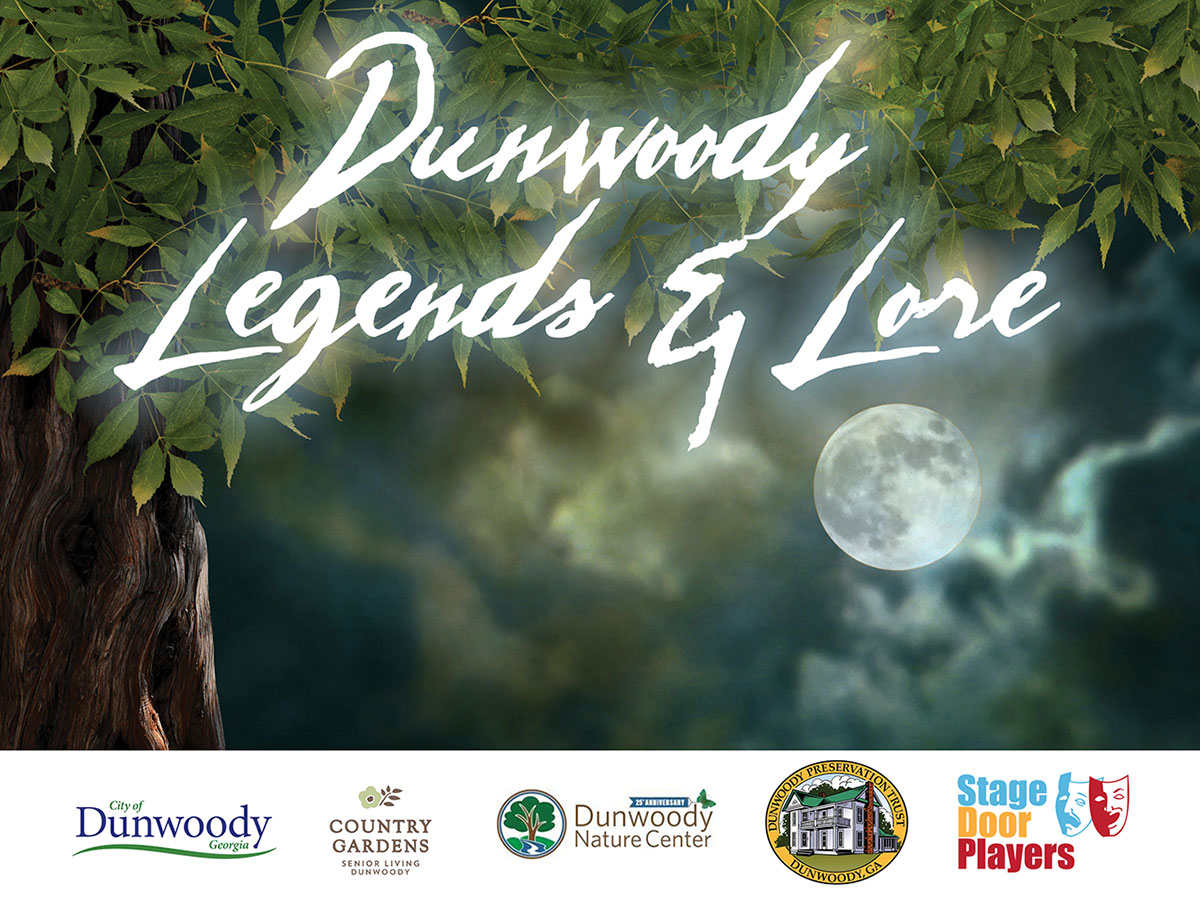 Dunwoody
Legends & Lore
City of
Dunwoody
Georgia
COUNTRY
GARDENS
SENIOR LIVING
DUNWOODY
25TH ANNIVERSARY
Dunwoody
Nature Center
DUNWOODY PRESERVATION TRUST
DUNWOODY, GA
Stage
Door
Players